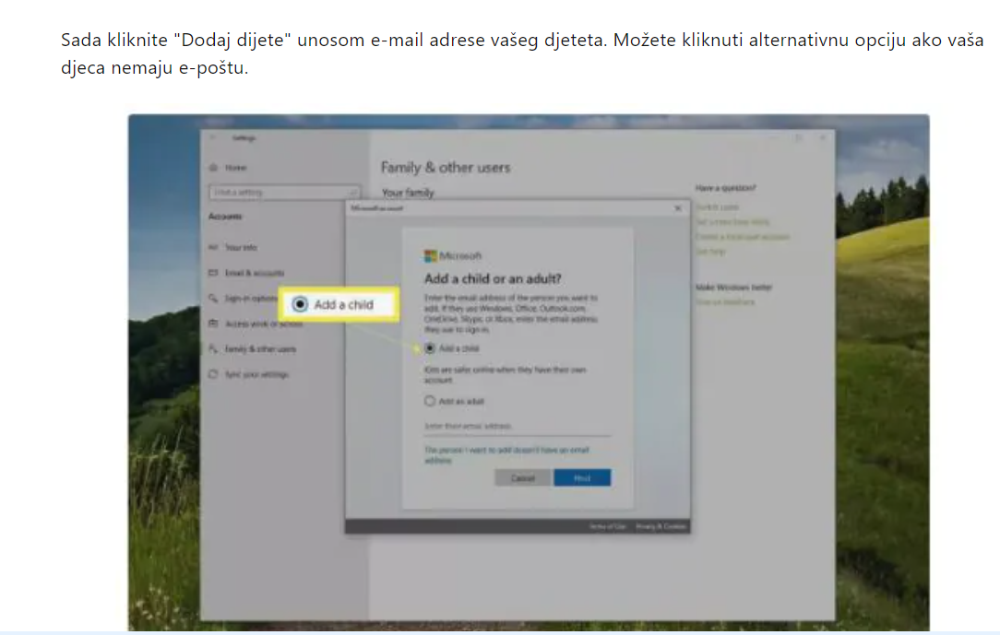 Sada kliknite "Dodaj dijete" unosom e-mail adrese vašeg djeteta. Možete kliknuti alternativnu opciju ako vaša
djeca nemaju e-poštu.
Settings
Home
Find a setting
Accounts
Your info
Email & accounts
Sign-in options
Access work or school
Family & other users
Sync your settings
Family & other users
Your family
Microsoft account
Microsoft
Add a child or an adult?
Enter the email address of the person you want to
add. If they use Windows, Office, Outlook.com,
OneDrive, Skype, or Xbox, enter the email address
they use to sign in.
Add a child
Add a child
Kids are safer online when they have their own
account
Add an adult
Enter their email address
The person I want to add doesn't have an email
address
Cancel
Next
Terms of Use
Privacy & Cookies
Have a question?
Get help
Make Windows better